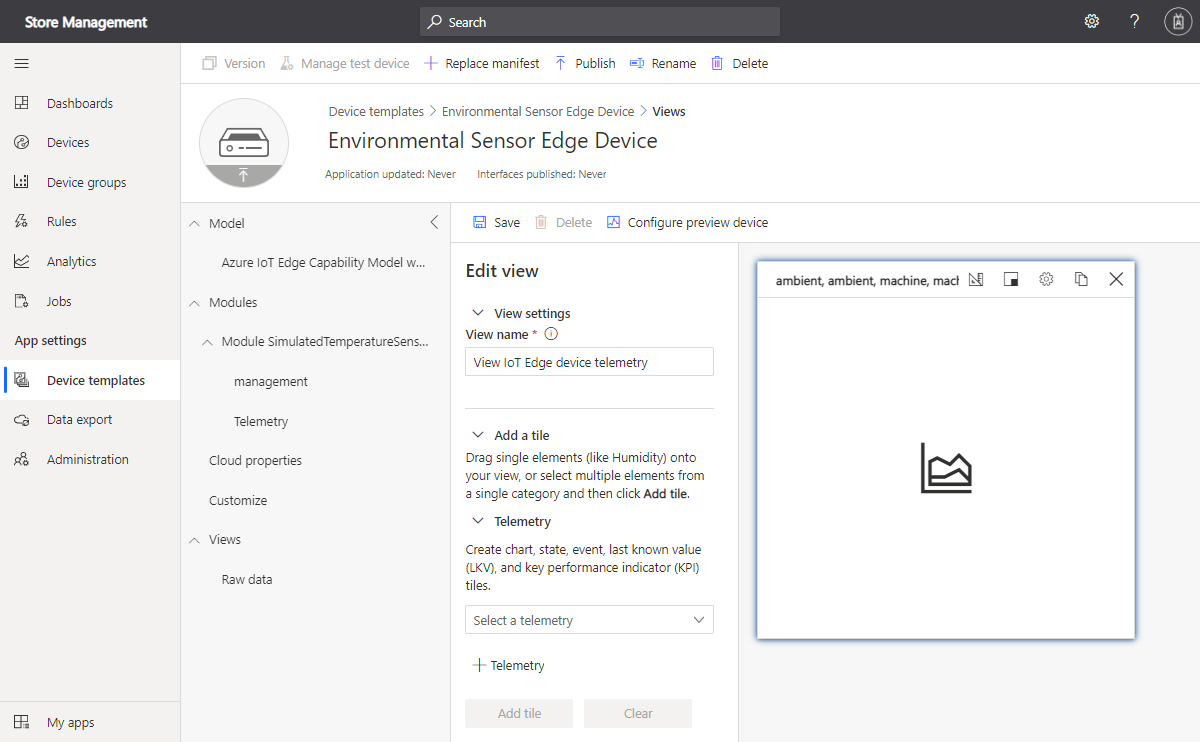 Store Management
Search
?
Version
Manage test device
Replace manifest
Publish
Rename
Delete
Dashboards
Devices
Device groups
Rules
Analytics
Jobs
App settings
Device templates
Data export
Administration
My apps
Device templates > Environmental Sensor Edge Device > Views
Environmental Sensor Edge Device
Application updated: Never
Interfaces published: Never
Model
Azure IoT Edge Capability Model w...
Modules
Module SimulatedTemperatureSens...
management
Telemetry
Cloud properties
Customize
Views
Raw data
Save
Delete
Configure preview device
Edit view
View settings
View name *
View IoT Edge device telemetry
Add a tile
Drag single elements (like Humidity) onto
your view, or select multiple elements from
a single category and then click Add tile.
Telemetry
Create chart, state, event, last known value
(LKV), and key performance indicator (KPI)
tiles.
Select a telemetry
Telemetry
Add tile
Clear
ambient, ambient, machine, mach